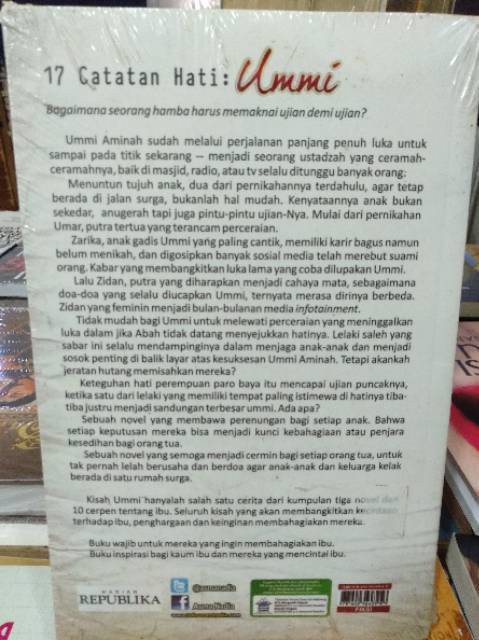 17 Catatan Hati: Ummi
Bagaimana seorang hamba harus memaknai ujian demi ujian?
Ummi Aminah sudah melalui perjalanan panjang penuh luka untuk
sampai pada titik sekarang — menjadi seorang ustadzah yang ceramah-
ceramahnya, baik di masjid, radio, atau tv selalu ditunggu banyak orang.
Menuntun tujuh anak, dua dari pernikahannya terdahulu, agar tetap
berada di jalan surga, bukanlah hal mudah. Kenyataannya anak bukan
sekedar, anugerah tapi juga pintu-pintu ujian-Nya. Mulai dari pernikahan
Umar, putra tertua yang terancam perceraian.
Zarika, anak gadis Ummi yang paling cantik, memiliki karir bagus namun
belum menikah, dan digosipkan banyak sosial media telah merebut suami
orang. Kabar yang membangkitkan luka lama yang coba dilupakan Ummi.
Lalu Zidan, putra yang diharapkan menjadi cahaya mata, sebagaimana
doa-doa yang selalu diucapkan Ummi, ternyata merasa dirinya berbeda.
Zidan yang feminin menjadi bulan-bulanan media infotainment.
Tidak mudah bagi Ummi untuk melewati perceraian yang meninggalkan
luka dalam jika Abah tidak datang menyejukkan hatinya. Lelaki saleh yang
sabar ini selalu mendampinginya dalam menjaga anak-anak dan menjadi
sosok penting di balik layar atas kesuksesan Ummi Aminah. Tetapi akankah
jeratan hutang memisahkan mereka?
Keteguhan hati perempuan paro baya itu mencapai ujian puncaknya,
ketika satu dari lelaki yang memiliki tempat paling istimewa di hatinya tiba-
tiba justru menjadi sandungan terbesar ummi. Ada apa?
Sebuah novel yang membawa perenungan bagi setiap anak. Bahwa
setiap keputusan mereka bisa menjadi kunci kebahagiaan atau penjara
kesedihan bagi orang tua.
Sebuah novel yang semoga menjadi cermin bagi setiap orang tua, untuk
tak pernah lelah berusaha dan berdoa agar anak-anak dan keluarga kelak
berada di satu rumah surga.
Kisah Ummi hanyalah salah satu cerita dari kumpulan tiga novel dan
10 cerpen tentang ibu. Seluruh kisah yang akan membangkitkan
terhadap ibu, penghargaan dan keinginan membahagiakan mereka.
Buku wajib untuk mereka yang ingin membahagiakan ibu.
Buku inspirasi bagi kaum ibu dan mereka yang mencintai ibu.
HARIAN
REPUBLIKA
@asmanadia
Asma Nadia
FIKSI